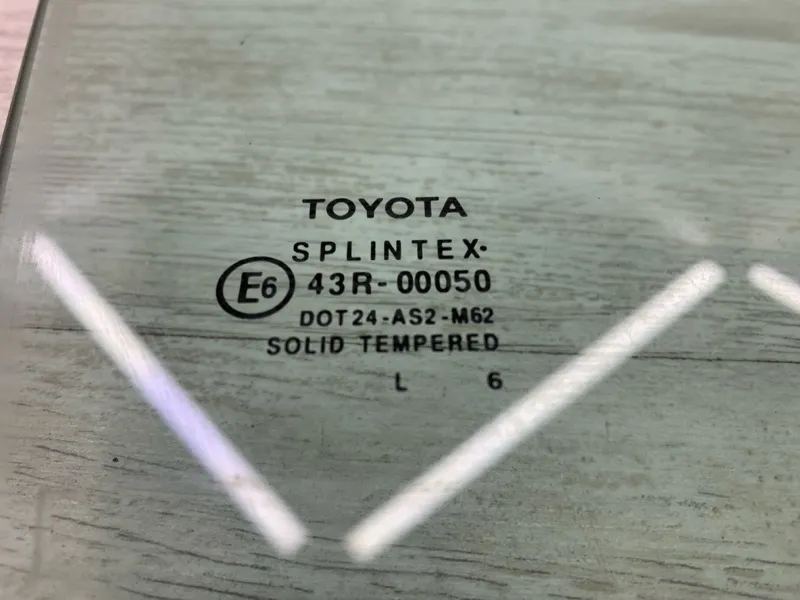 TOYOTA
SPLINTEX·
E6 43R-00050
DOT24-AS2-M62
SOLID TEMPERED
L 6